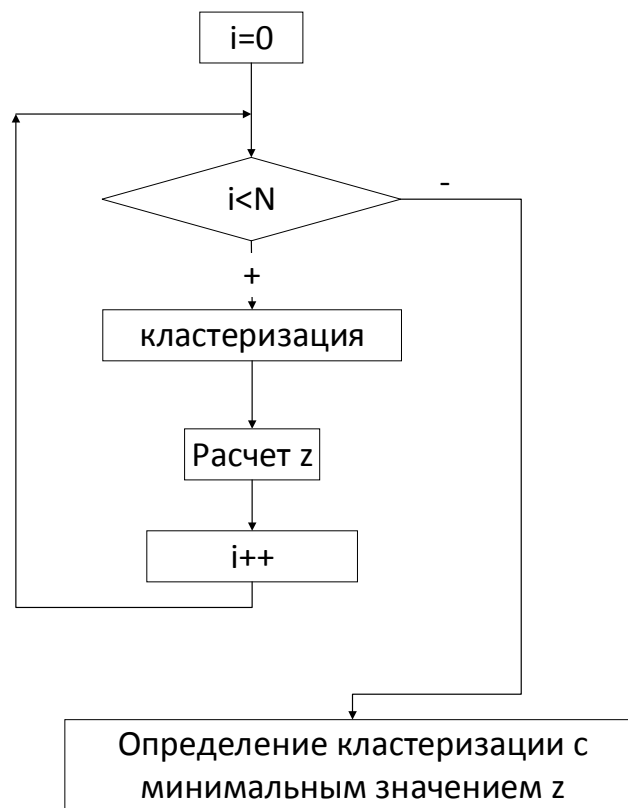 i=0
i<N
-
+
кластеризация
Расчет z
i++
Определение кластеризации с
минимальным значением z